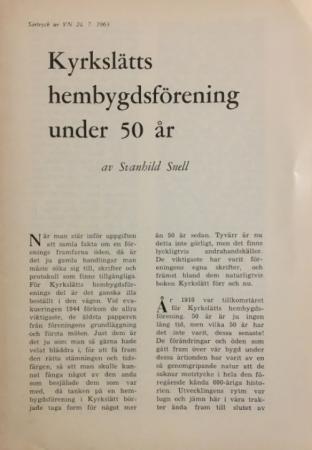 Särtryck ur VN 24. 7. 1963
Kyrkslätts
hembygdsförening
under 50 år
av Svanhild Snell
När man står inför uppgiften
att samla fakta om en för-
enings framfarna öden, då är
det ju gamla handlingar man
måste söka sig till, skrifter och
protokoll som finns tillgängliga.
För Kyrkslätts hembygdsför-
enings del är det ganska illa
beställt i den vägen. Vid eva-
kueringen 1944 förkom de allra
viktigaste, de äldsta papperen
från föreningens grundläggning
och första möten. Just dem är
det ju som man så gärna hade
velat bläddra i, för att få fram
den rätta stämningen och tids-
färgen, så att man skulle kun-
nat fånga något av den anda
som besjälade dem som var
med, då tanken på en hem-
bygdsförening i Kyrkslätt bör-
jade taga form för något mer
än 50 år sedan. Tyvärr är nu
detta inte görligt, men det finns
lyckligtvis andrahandskällor.
De viktigaste har varit för-
eningens egna skrifter, och
främst bland dem naturligtvis
boken Kyrkslätt förr och nu.
År 1910 var tillkomståret
för Kyrkslätts hembygds-
förening. 50 år är ju ingen
lång tid, men vilka 50 år har
det inte varit, dessa senaste!
De förändringar och öden som
gått fram över vår bygd under
dessa årtionden har varit av en
så genomgripande natur att de
saknar motstycke i hela den fö-
regående kända 600-åriga histo-
rien. Utvecklingens rytm var
lugn och jämn här i våra trak-
ter ända fram till slutet av